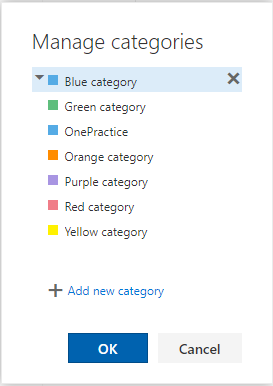 Manage categories
Blue category
Green category
OnePractice
Orange category
Purple category
Red category
Yellow category
Add new category
OK Cancel